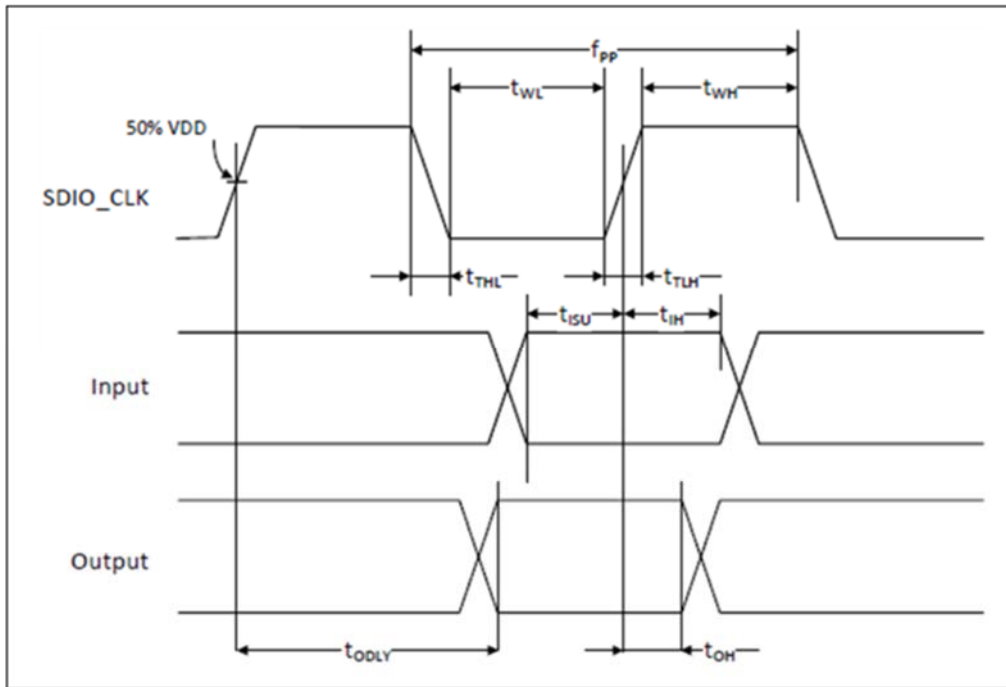 fPP
tWL
tWH
50% VDD
SDIO_CLK
tTHL
tTLH
tISU
tIH
Input
Output
tODLY
tOH